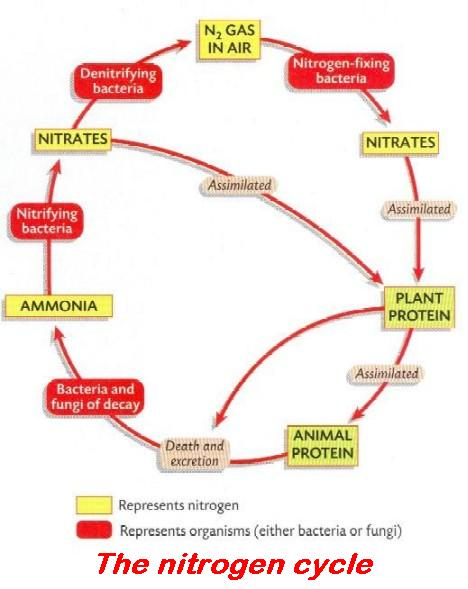 N₂ GAS
IN AIR
Denitrifying
bacteria
Nitrogen-fixing
bacteria
NITRATES
NITRATES
Assimilated
Assimilated
Nitrifying
bacteria
AMMONIA
PLANT
PROTEIN
Assimilated
Bacteria and
fungi of decay
Death and
excretion
ANIMAL
PROTEIN
Represents nitrogen
Represents organisms (either bacteria or fungi)
The nitrogen cycle